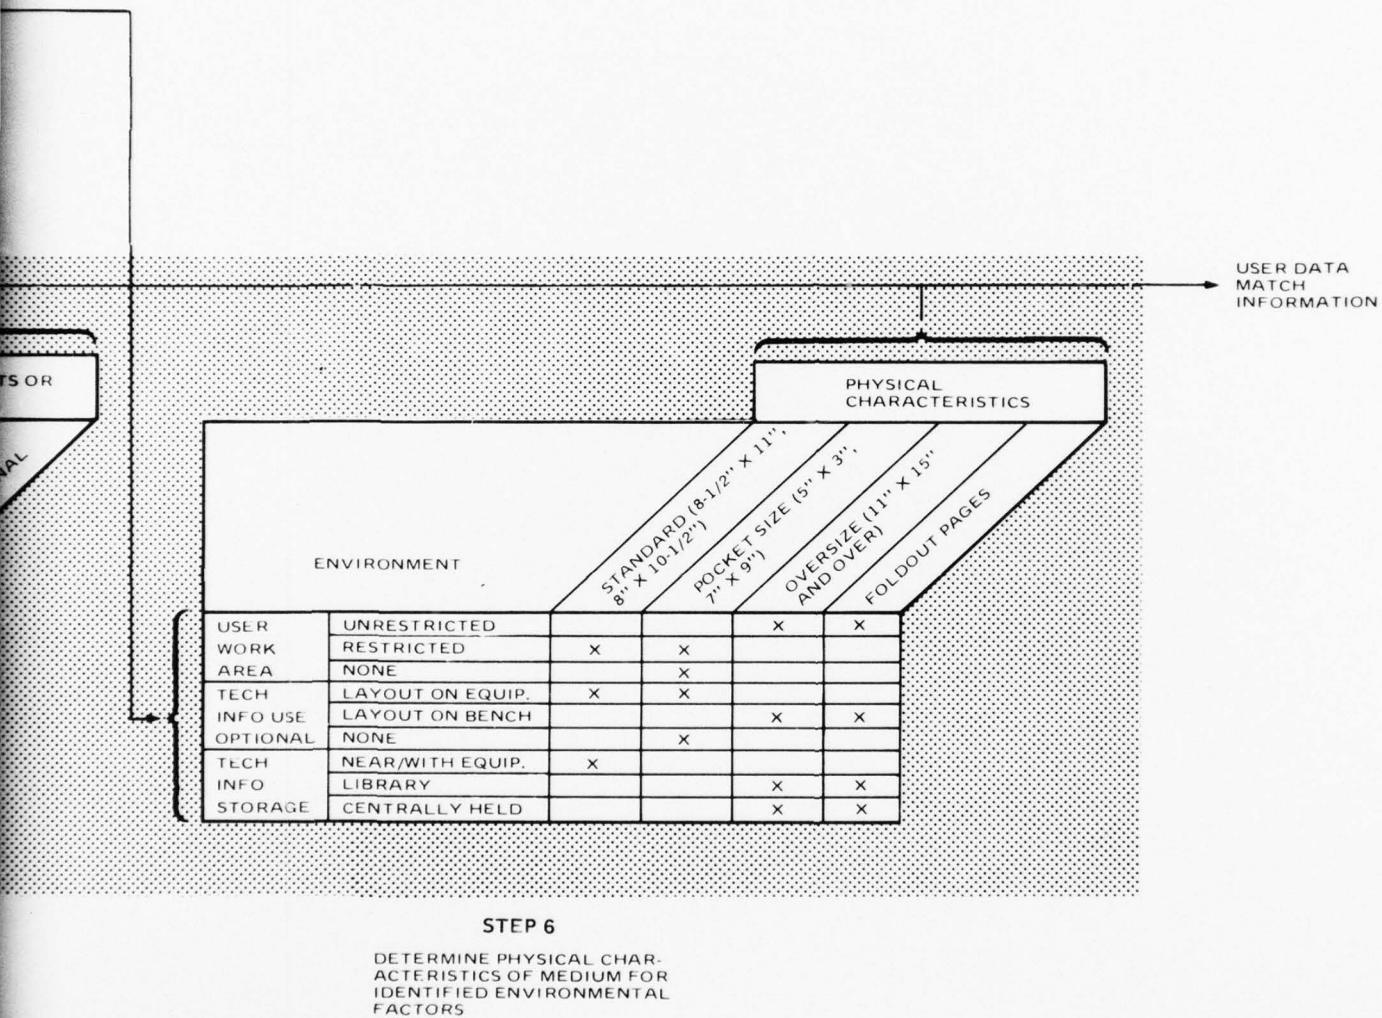 USER DATA
MATCH
INFORMATION
TS OR
NAL
PHYSICAL
CHARACTERISTICS
ENVIRONMENT
STANDARD (8-1/2" X 11",
8" X 10-1/2")
POCKET SIZE (5" X 3",
7" X 9")
OVERSIZE (11" X 15"
AND OVER)
FOLDOUT PAGES
USER UNRESTRICTED X X
WORK RESTRICTED X X
AREA NONE X
TECH LAYOUT ON EQUIP. X X
INFO USE LAYOUT ON BENCH X X
OPTIONAL NONE X
TECH NEAR/WITH EQUIP. X
INFO LIBRARY X X
STORAGE CENTRALLY HELD X X
STEP 6
DETERMINE PHYSICAL CHAR-
ACTERISTICS OF MEDIUM FOR
IDENTIFIED ENVIRONMENTAL
FACTORS